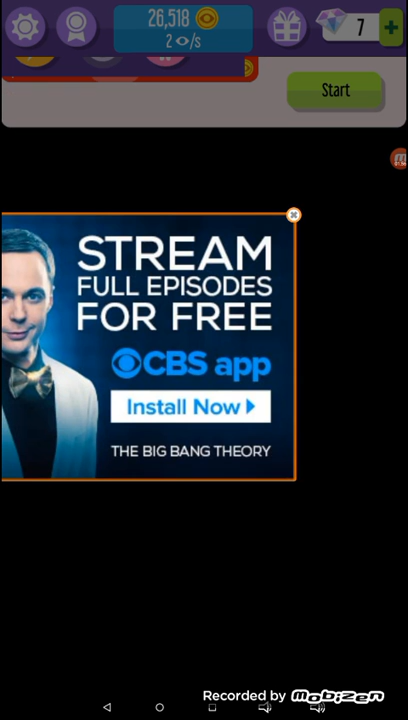 26,518
2 /s
7 +
Start
STREAM
FULL EPISODES
FOR FREE
CBS app
Install Now
THE BIG BANG THEORY
Recorded by mobizen